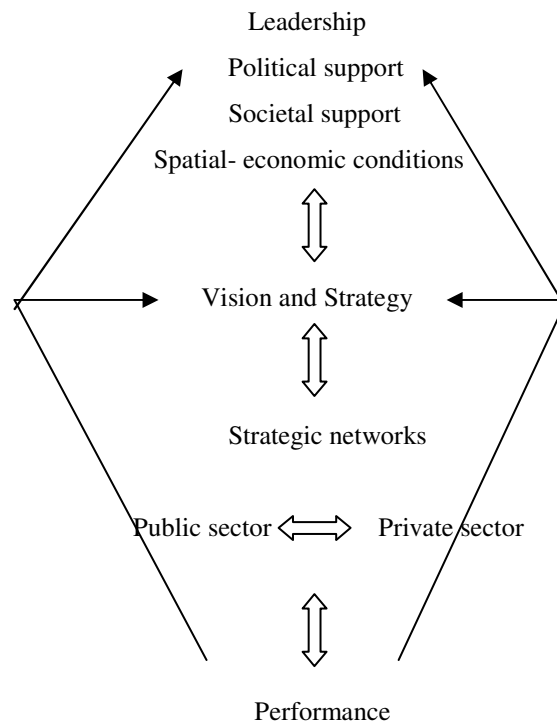 Leadership
Political support
Societal support
Spatial- economic conditions
Vision and Strategy
Strategic networks
Public sector Private sector
Performance